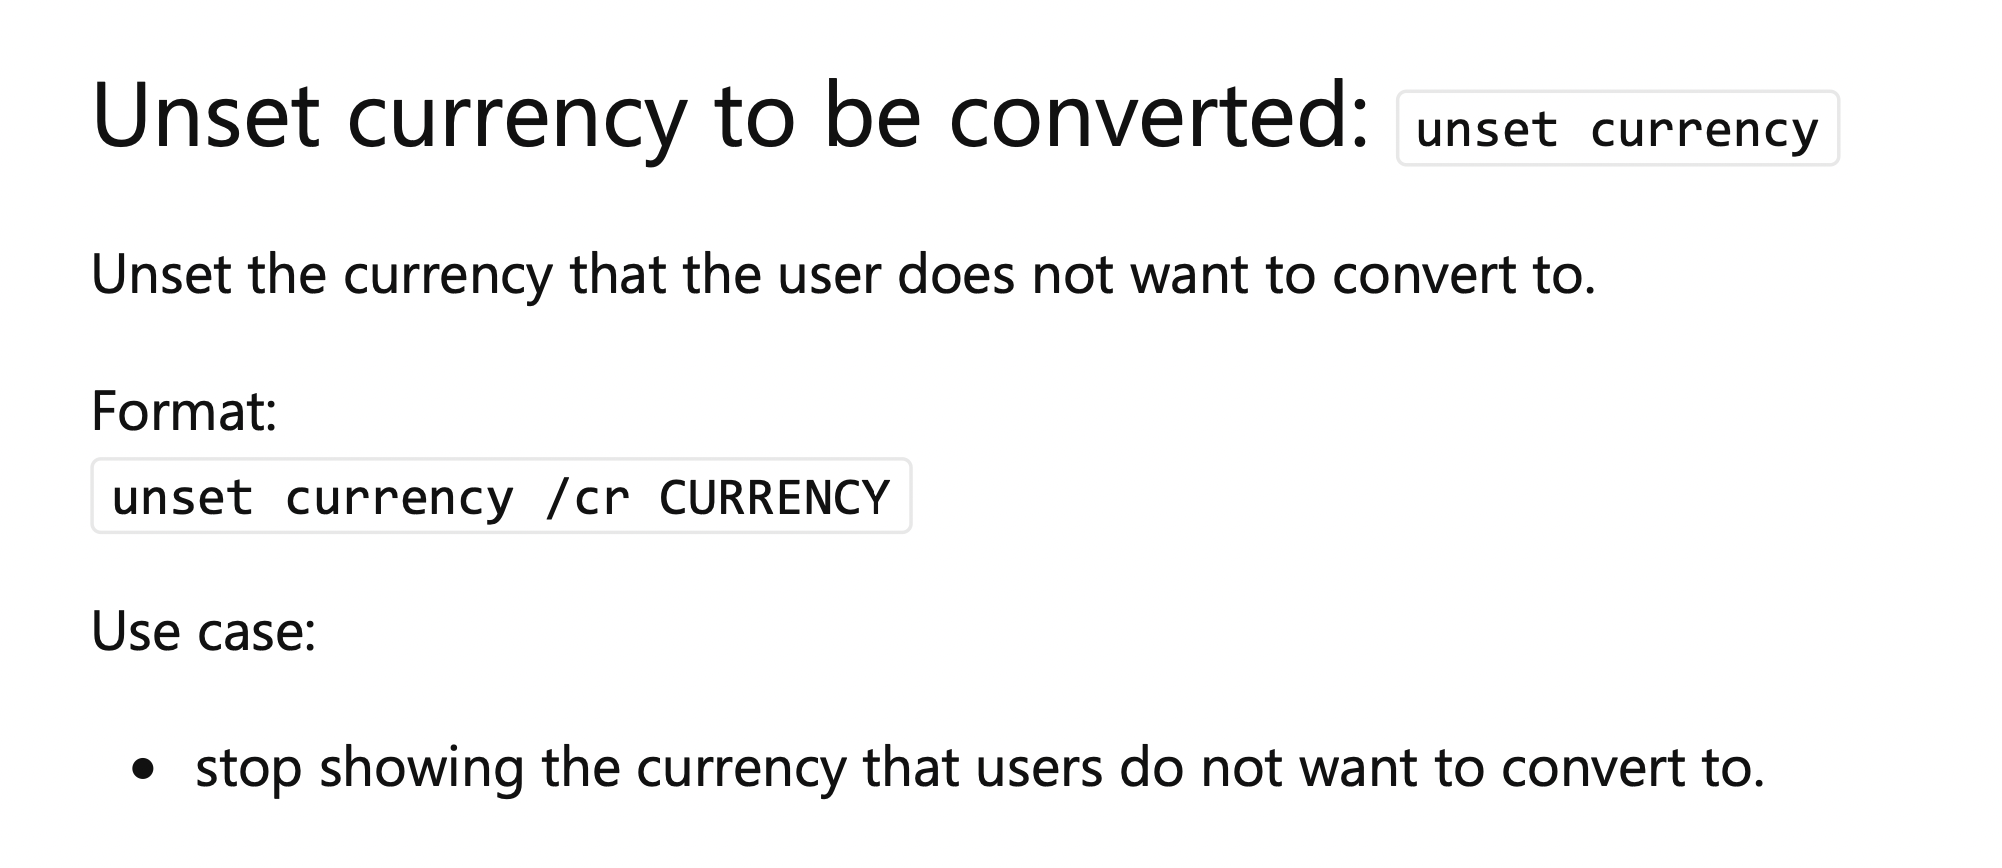 Unset currency to be converted: unset currency
Unset the currency that the user does not want to convert to.
Format:
unset currency /cr CURRENCY
Use case:
• stop showing the currency that users do not want to convert to.